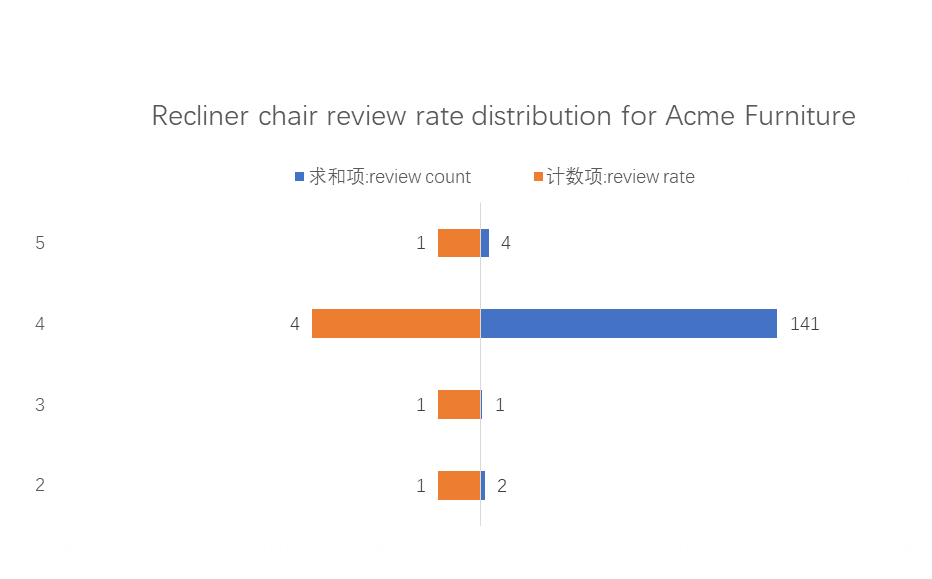 Recliner chair review rate distribution for Acme Furniture
求和项:review count 计数项:review rate
5 1 4
4 4 141
3 1 1
2 1 2